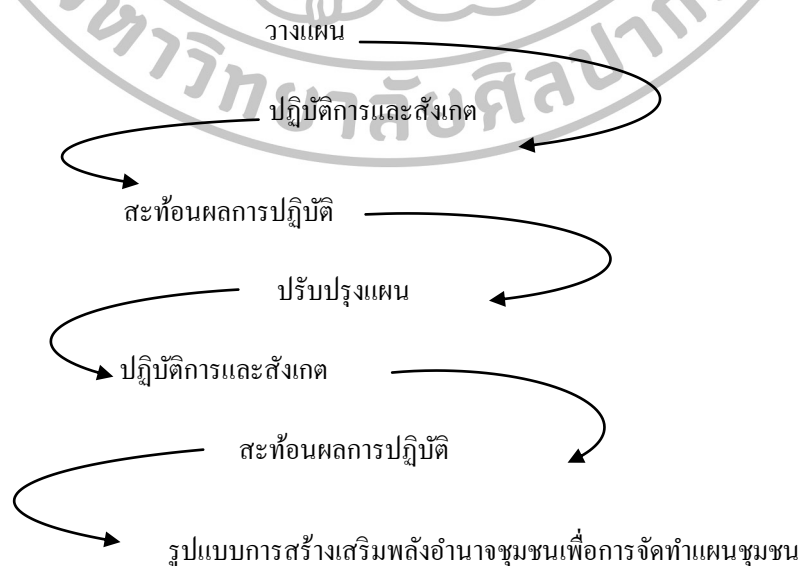 วางแผน
ปฏิบัติการและสังเกต
สะท้อนผลการปฏิบัติ
ปรับปรุงแผน
ปฏิบัติการและสังเกต
สะท้อนผลการปฏิบัติ
รูปแบบการสร้างเสริมพลังอำนาจชุมชนเพื่อการจัดทำแผนชุมชน